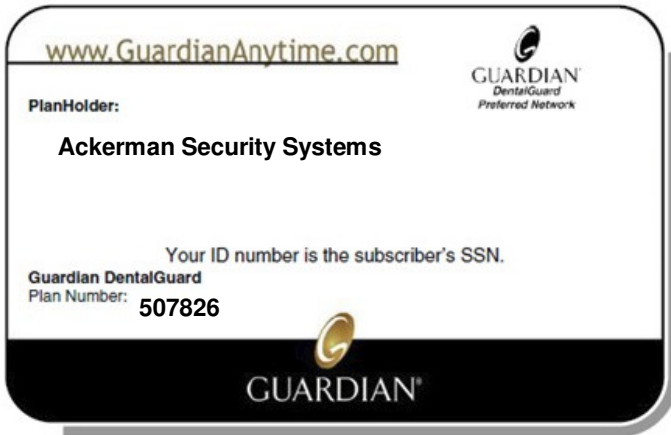 www.GuardianAnytime.com
GUARDIAN®
DentalGuard
Preferred Network
PlanHolder:
Ackerman Security Systems
Your ID number is the subscriber's SSN.
Guardian DentalGuard
Plan Number: 507826
GUARDIAN®